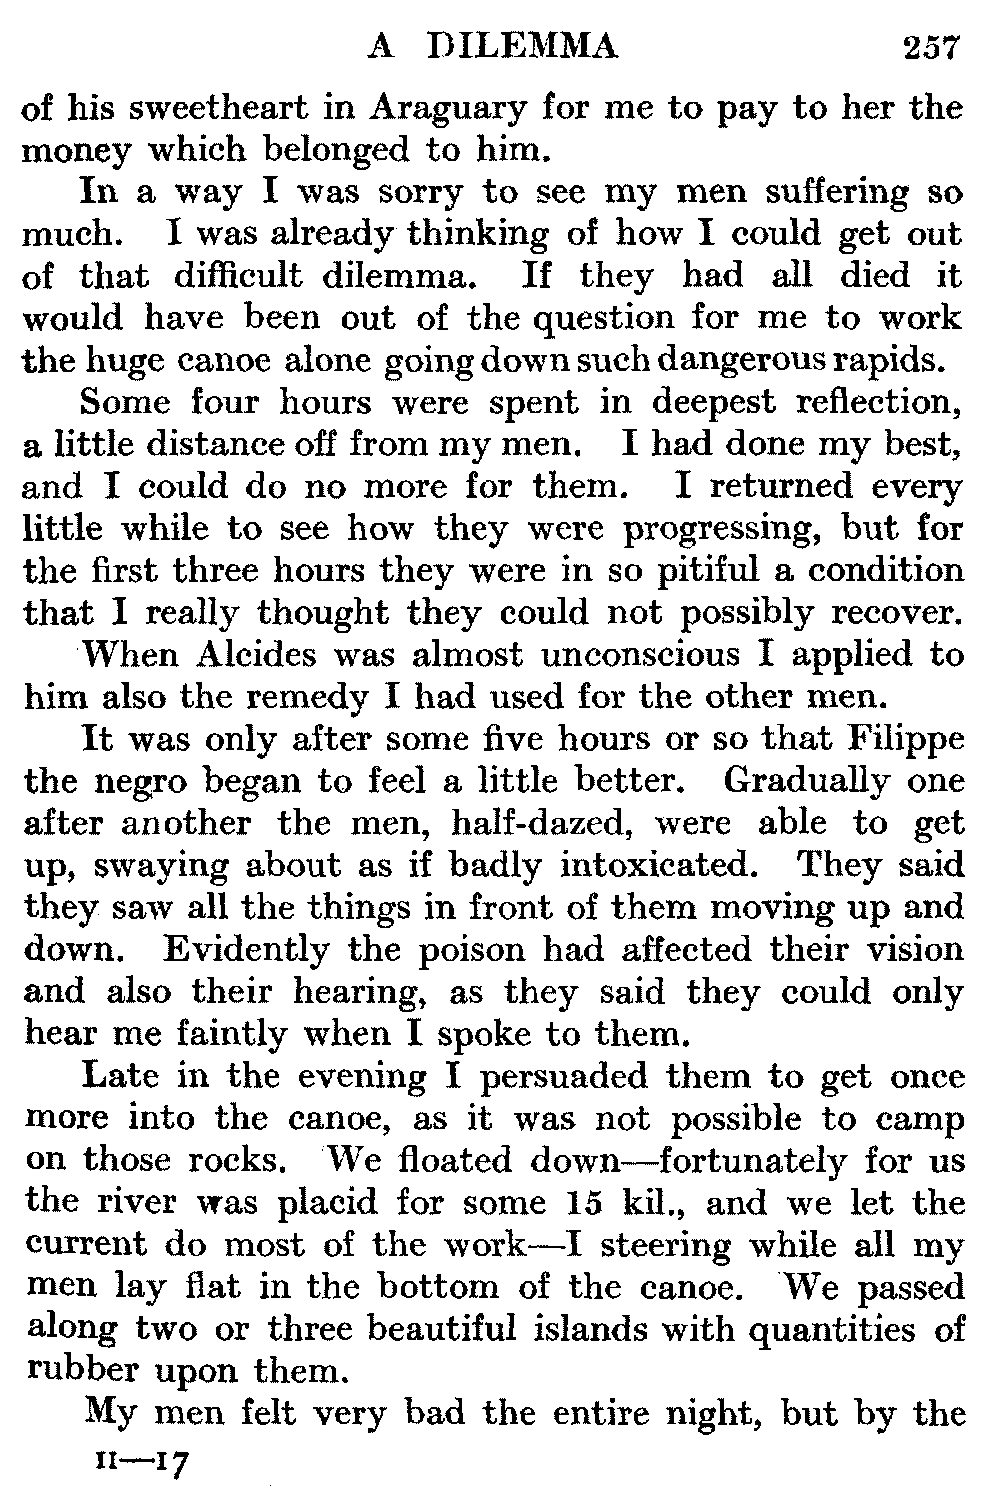 A DILEMMA 257
of his sweetheart in Araguary for me to pay to her the
money which belonged to him.
In a way I was sorry to see my men suffering so
much. I was already thinking of how I could get out
of that difficult dilemma. If they had all died it
would have been out of the question for me to work
the huge canoe alone going down such dangerous rapids.
Some four hours were spent in deepest reflection,
a little distance off from my men. I had done my best,
and I could do no more for them. I returned every
little while to see how they were progressing, but for
the first three hours they were in so pitiful a condition
that I really thought they could not possibly recover.
When Alcides was almost unconscious I applied to
him also the remedy I had used for the other men.
It was only after some five hours or so that Filippe
the negro began to feel a little better. Gradually one
after another the men, half-dazed, were able to get
up, swaying about as if badly intoxicated. They said
they saw all the things in front of them moving up and
down. Evidently the poison had affected their vision
and also their hearing, as they said they could only
hear me faintly when I spoke to them.
Late in the evening I persuaded them to get once
more into the canoe, as it was not possible to camp
on those rocks. We floated down—fortunately for us
the river was placid for some 15 kil., and we let the
current do most of the work—I steering while all my
men lay flat in the bottom of the canoe. We passed
along two or three beautiful islands with quantities of
rubber upon them.
My men felt very bad the entire night, but by the
II—17